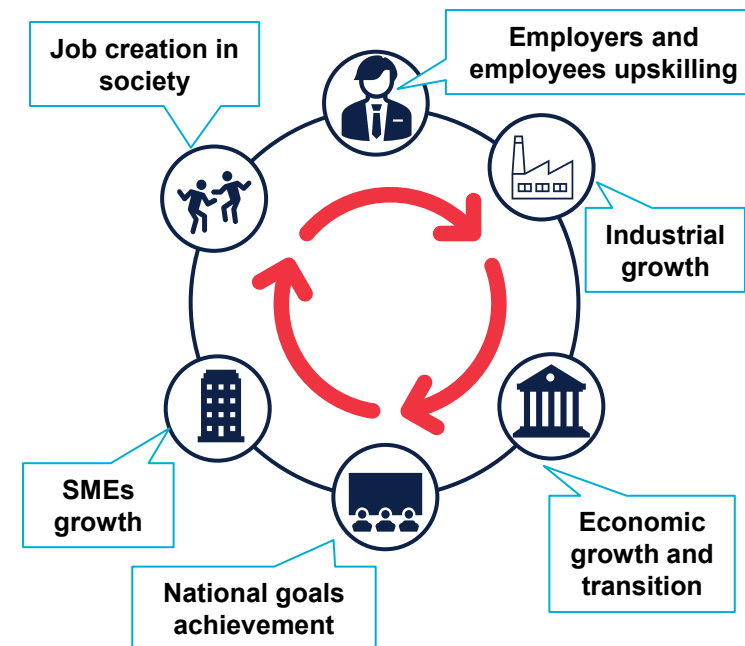 Job creation in
society
Employers and
employees upskilling
Industrial
growth
Economic
growth and
transition
National goals
achievement
SMEs
growth